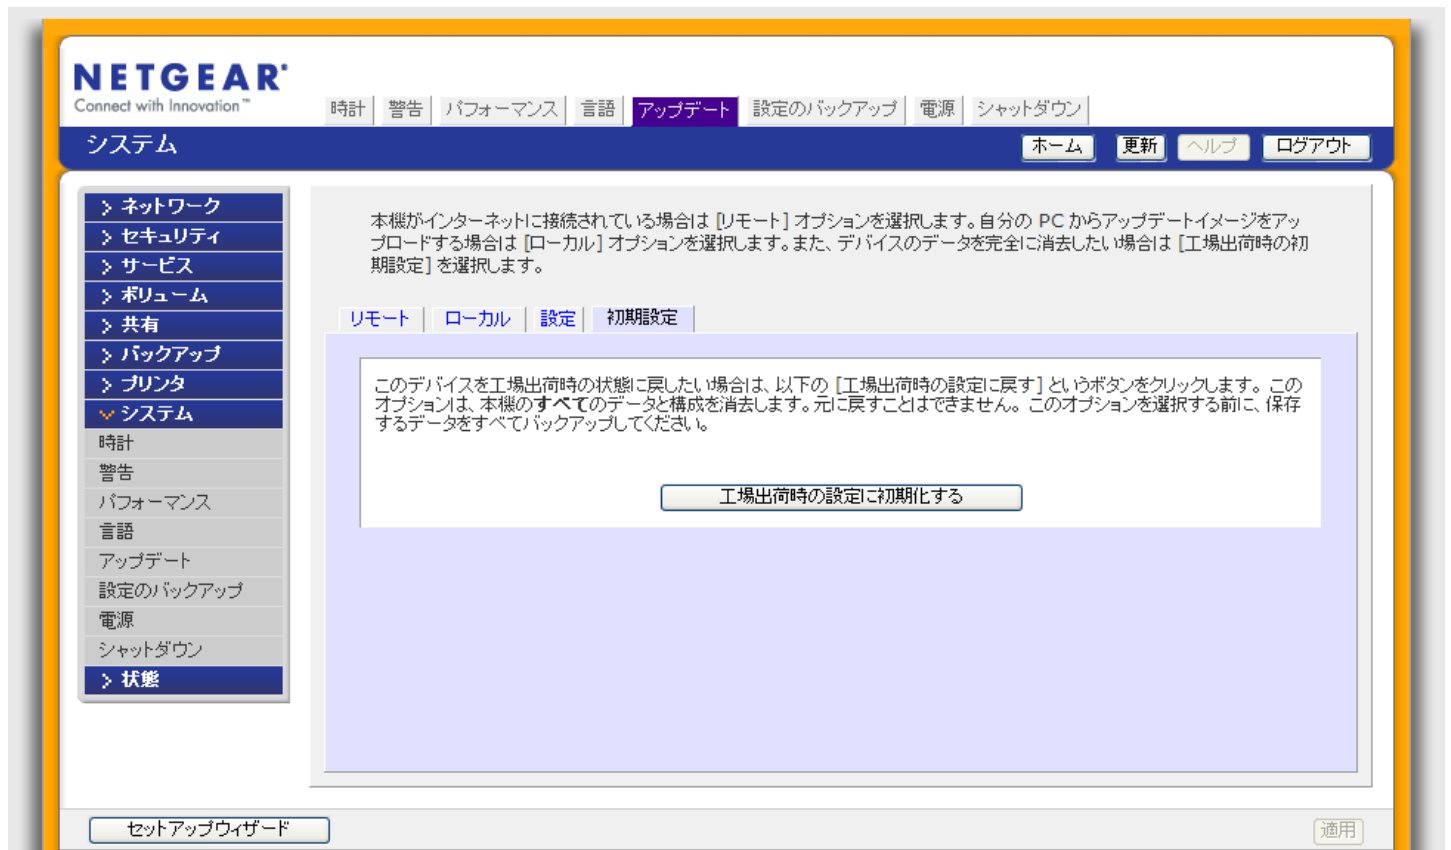 NETGEAR®
Connect with Innovation™
時計 警告 パフォーマンス 言語 アップデート 設定のバックアップ 電源 シャットダウン
システム ホーム 更新 ヘルプ ログアウト
> ネットワーク
> セキュリティ
> サービス
> ボリューム
> 共有
> バックアップ
> プリンタ
システム
時計
警告
パフォーマンス
言語
アップデート
設定のバックアップ
電源
シャットダウン
> 状態
本機がインターネットに接続されている場合は [リモート] オプションを選択します。自分の PC からアップデートイメージをアッ
プロードする場合は [ローカル] オプションを選択します。また、デバイスのデータを完全に消去したい場合は [工場出荷時の初
期設定] を選択します。
リモート ローカル 設定 初期設定
このデバイスを工場出荷時の状態に戻したい場合は、以下の [工場出荷時の設定に戻す] というボタンをクリックします。この
オプションは、本機のすべてのデータと構成を消去します。元に戻すことはできません。このオプションを選択する前に、保存
するデータをすべてバックアップしてください。
工場出荷時の設定に初期化する
セットアップウィザード 適用